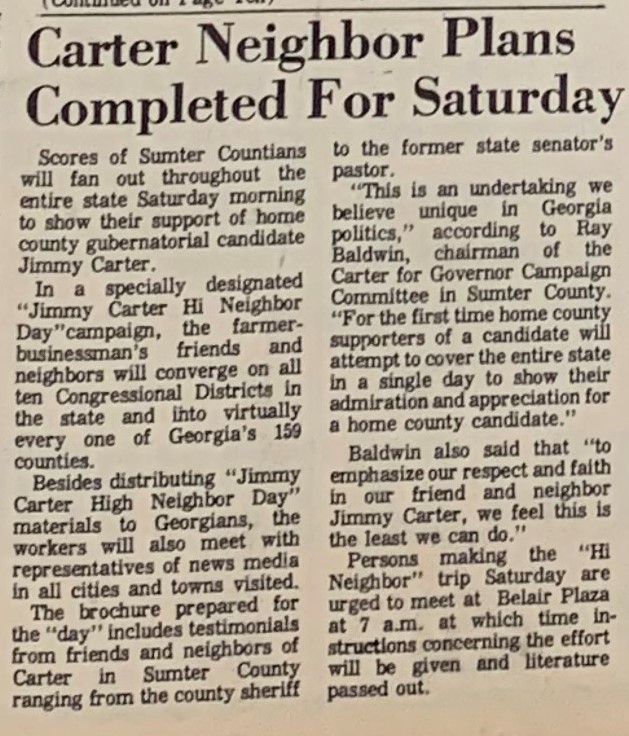 (Continued on Page Ten)
Carter Neighbor Plans
Completed For Saturday
Scores of Sumter Countians
will fan out throughout the
entire state Saturday morning
to show their support of home
county gubernatorial candidate
Jimmy Carter.
In a specially designated
"Jimmy Carter Hi Neighbor
Day"campaign, the farmer-
businessman's friends and
neighbors will converge on all
ten Congressional Districts in
the state and into virtually
every one of Georgia's 159
counties.
Besides distributing "Jimmy
Carter High Neighbor Day"
materials to Georgians, the
workers will also meet with
representatives of news media
in all cities and towns visited.
The brochure prepared for
the "day" includes testimonials
from friends and neighbors of
Carter in Sumter County
ranging from the county sheriff
to the former state senator's
pastor.
"This is an undertaking we
believe unique in Georgia
politics," according to Ray
Baldwin, chairman of the
Carter for Governor Campaign
Committee in Sumter County.
"For the first time home county
supporters of a candidate will
attempt to cover the entire state
in a single day to show their
admiration and appreciation for
a home county candidate."
Baldwin also said that "to
emphasize our respect and faith
in our friend and neighbor
Jimmy Carter, we feel this is
the least we can do."
Persons making the "Hi
Neighbor" trip Saturday are
urged to meet at Belair Plaza
at 7 a.m. at which time in-
structions concerning the effort
will be given and literature
passed out.